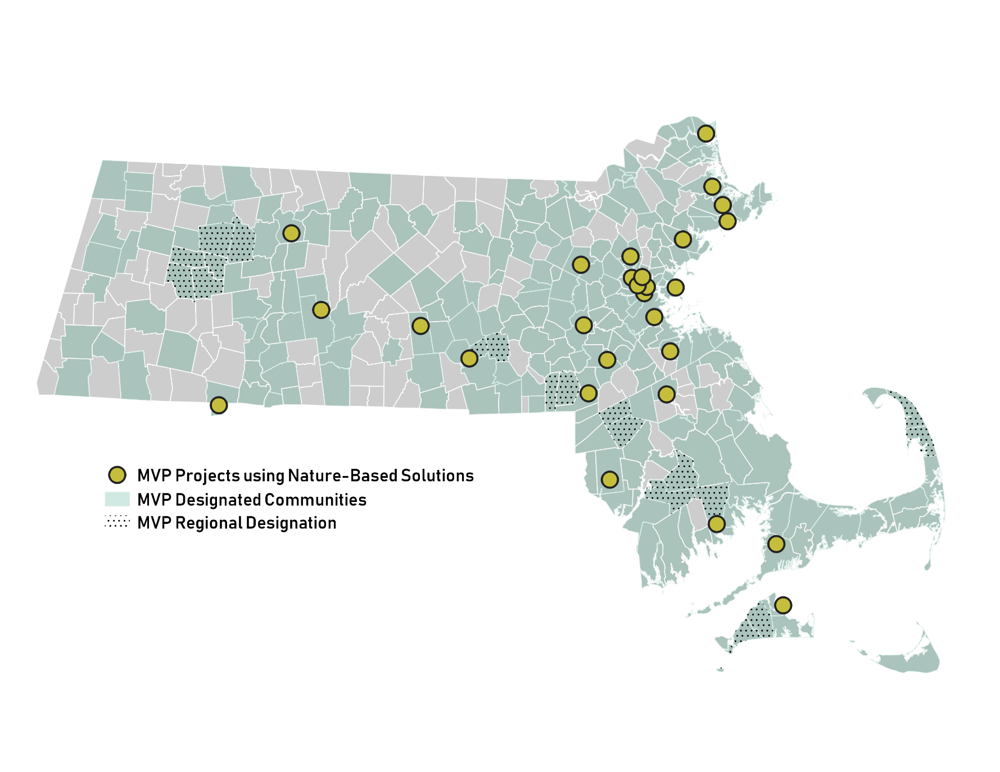 MVP Projects using Nature-Based Solutions
MVP Designated Communities
MVP Regional Designation